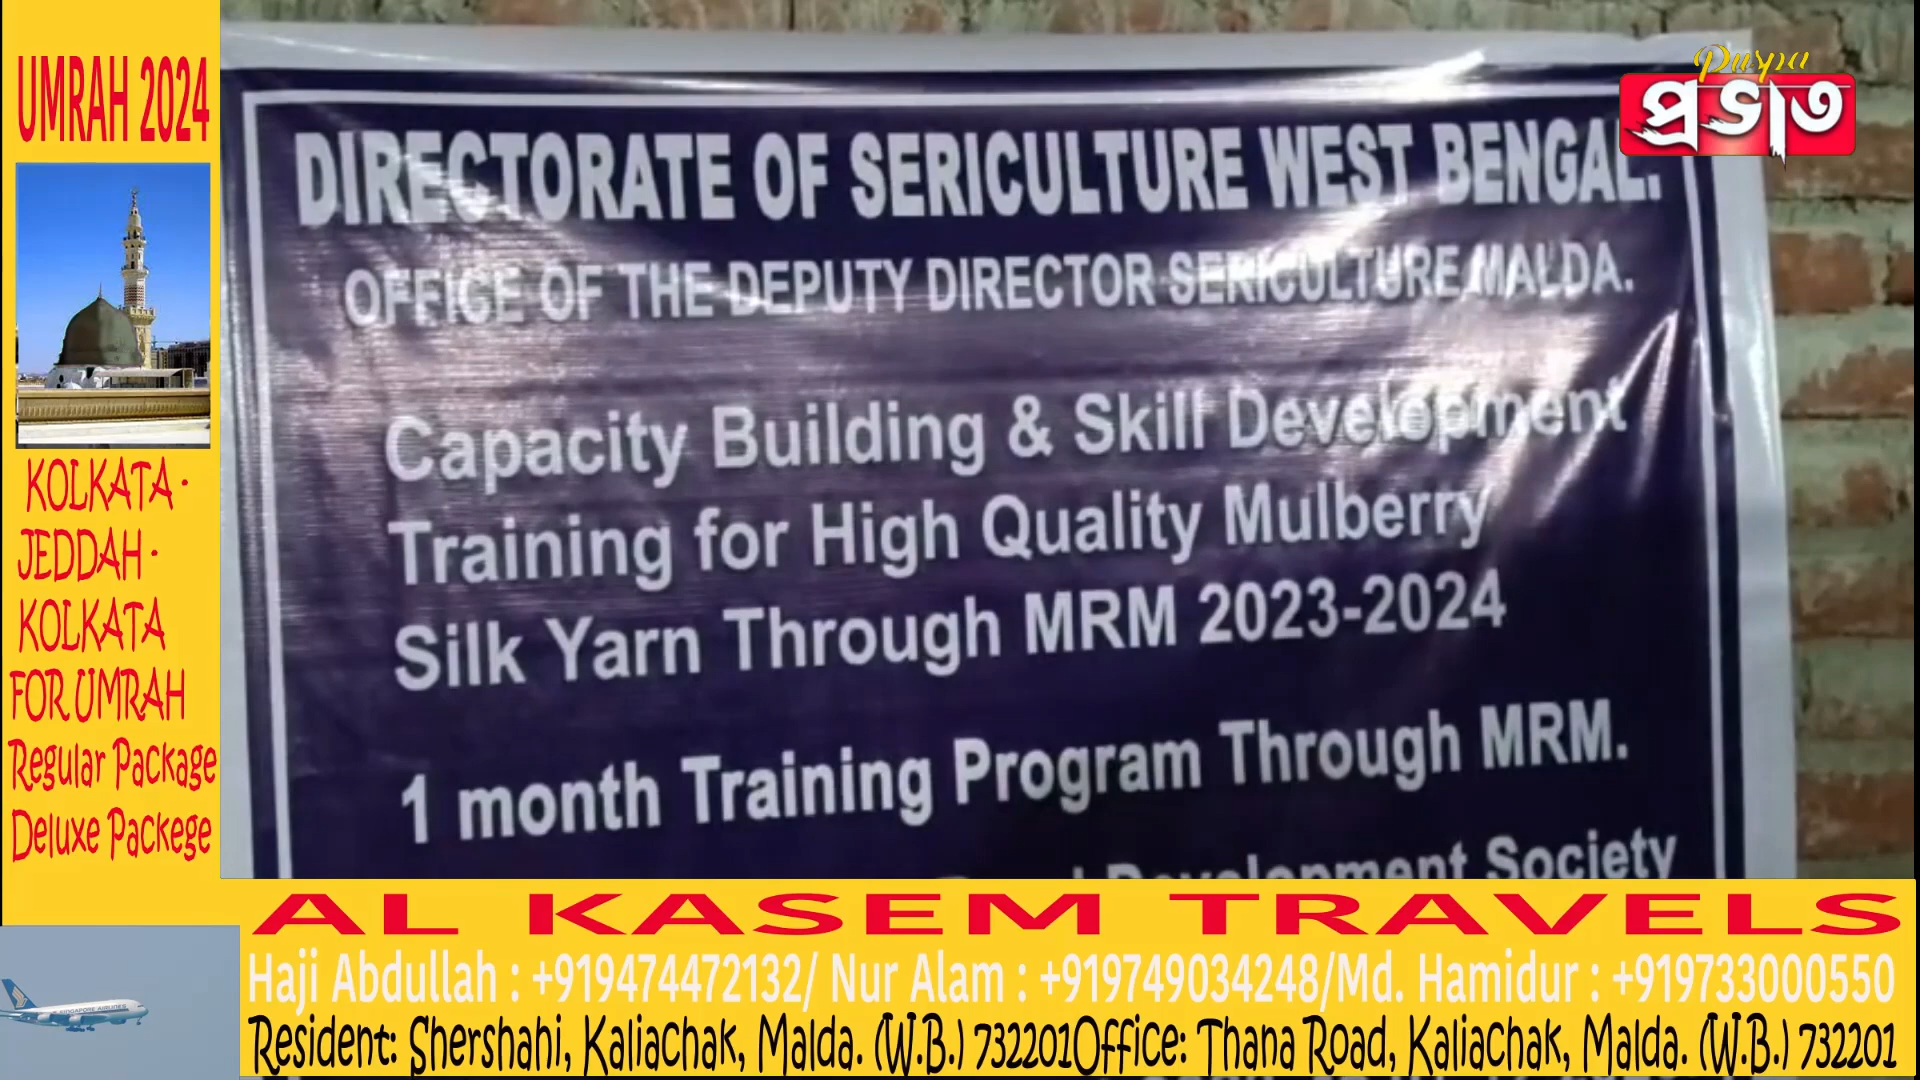 UMRAH 2024
KOLKATA -
JEDDAH -
KOLKATA
FOR UMRAH
Regular Package
Deluxe Packege
Puspa
প্রভাত
DIRECTORATE OF SERICULTURE WEST BENGAL.
OFFICE OF THE DEPUTY DIRECTOR SERICULTURE MALDA.
Capacity Building & Skill Development
Training for High Quality Mulberry
Silk Yarn Through MRM 2023-2024
1 month Training Program Through MRM.
Development Society
AL KASEM TRAVELS
Haji Abdullah : +919474472132/ Nur Alam : +919749034248/Md. Hamidur : +919733000550
Resident: Shershahi, Kaliachak, Malda. (W.B.) 732201Office: Thana Road, Kaliachak, Malda. (W.B.) 732201
SINGAPORE AIRLINES